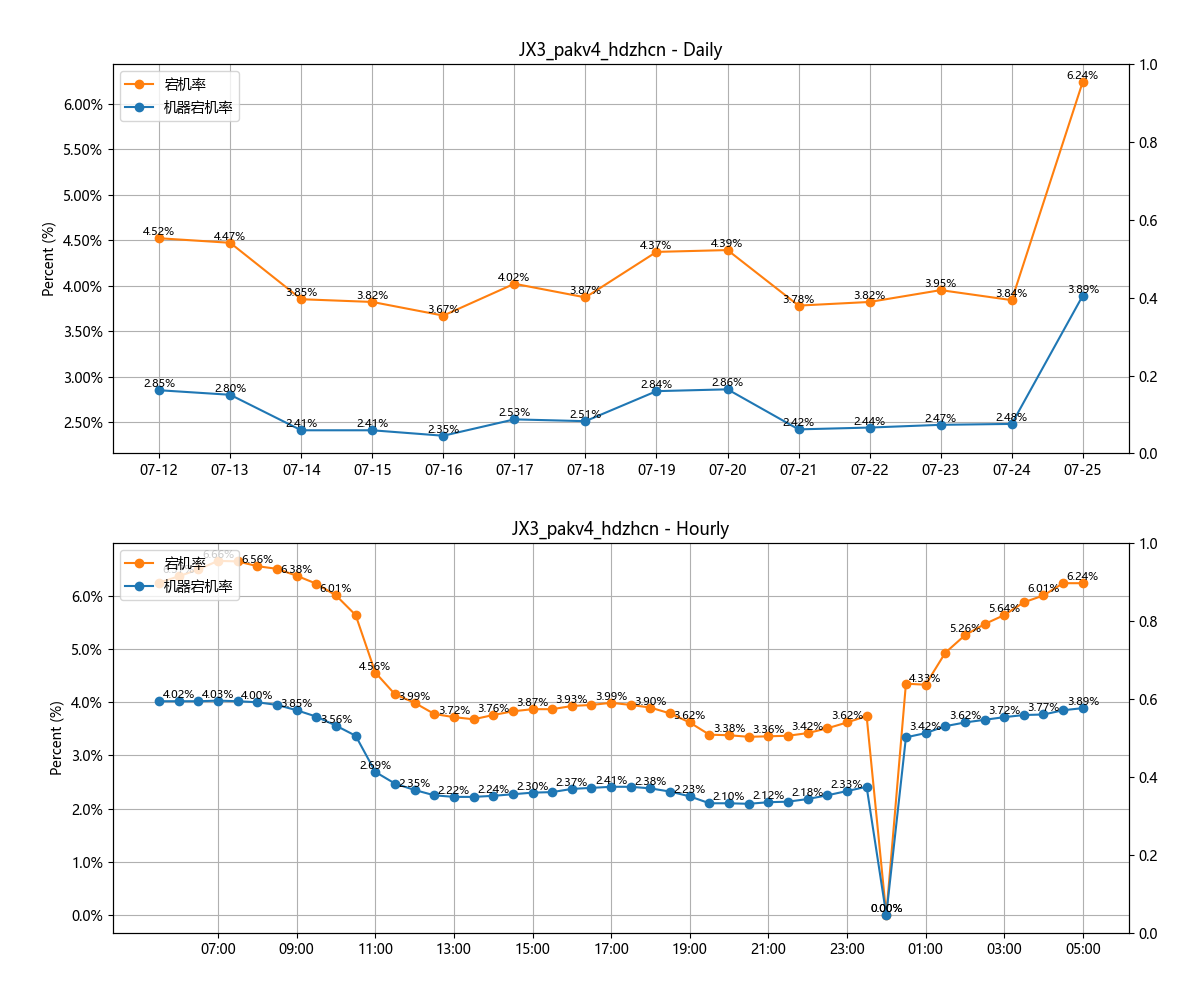 JX3_pakv4_hdzhcn - Daily
宕机率
机器宕机率
Percent (%)
6.00%
5.50%
5.00%
4.50%
4.00%
3.50%
3.00%
2.50%
1.0
0.8
0.6
0.4
0.2
0.0
4.52% 4.47% 3.85% 3.82% 3.67% 4.02% 3.87% 4.37% 4.39% 3.78% 3.82% 3.95% 3.84% 6.24%
2.85% 2.80% 2.41% 2.41% 2.35% 2.53% 2.51% 2.84% 2.86% 2.42% 2.44% 2.47% 2.48% 3.89%
07-12 07-13 07-14 07-15 07-16 07-17 07-18 07-19 07-20 07-21 07-22 07-23 07-24 07-25
JX3_pakv4_hdzhcn - Hourly
宕机率
机器宕机率
Percent (%)
6.0%
5.0%
4.0%
3.0%
2.0%
1.0%
0.0%
1.0
0.8
0.6
0.4
0.2
0.0
6.66% 6.56% 6.38% 6.01% 4.56% 3.99% 3.72% 3.76% 3.87% 3.93% 3.99% 3.90% 3.62% 3.38% 3.36% 3.42% 3.62% 0.00% 4.33% 5.26% 5.64% 6.01% 6.24%
4.02% 4.03% 4.00% 3.85% 3.56% 2.69% 2.35% 2.22% 2.24% 2.30% 2.37% 2.41% 2.38% 2.23% 2.10% 2.12% 2.18% 2.33% 0.00% 3.42% 3.62% 3.72% 3.77% 3.89%
07:00 09:00 11:00 13:00 15:00 17:00 19:00 21:00 23:00 01:00 03:00 05:00